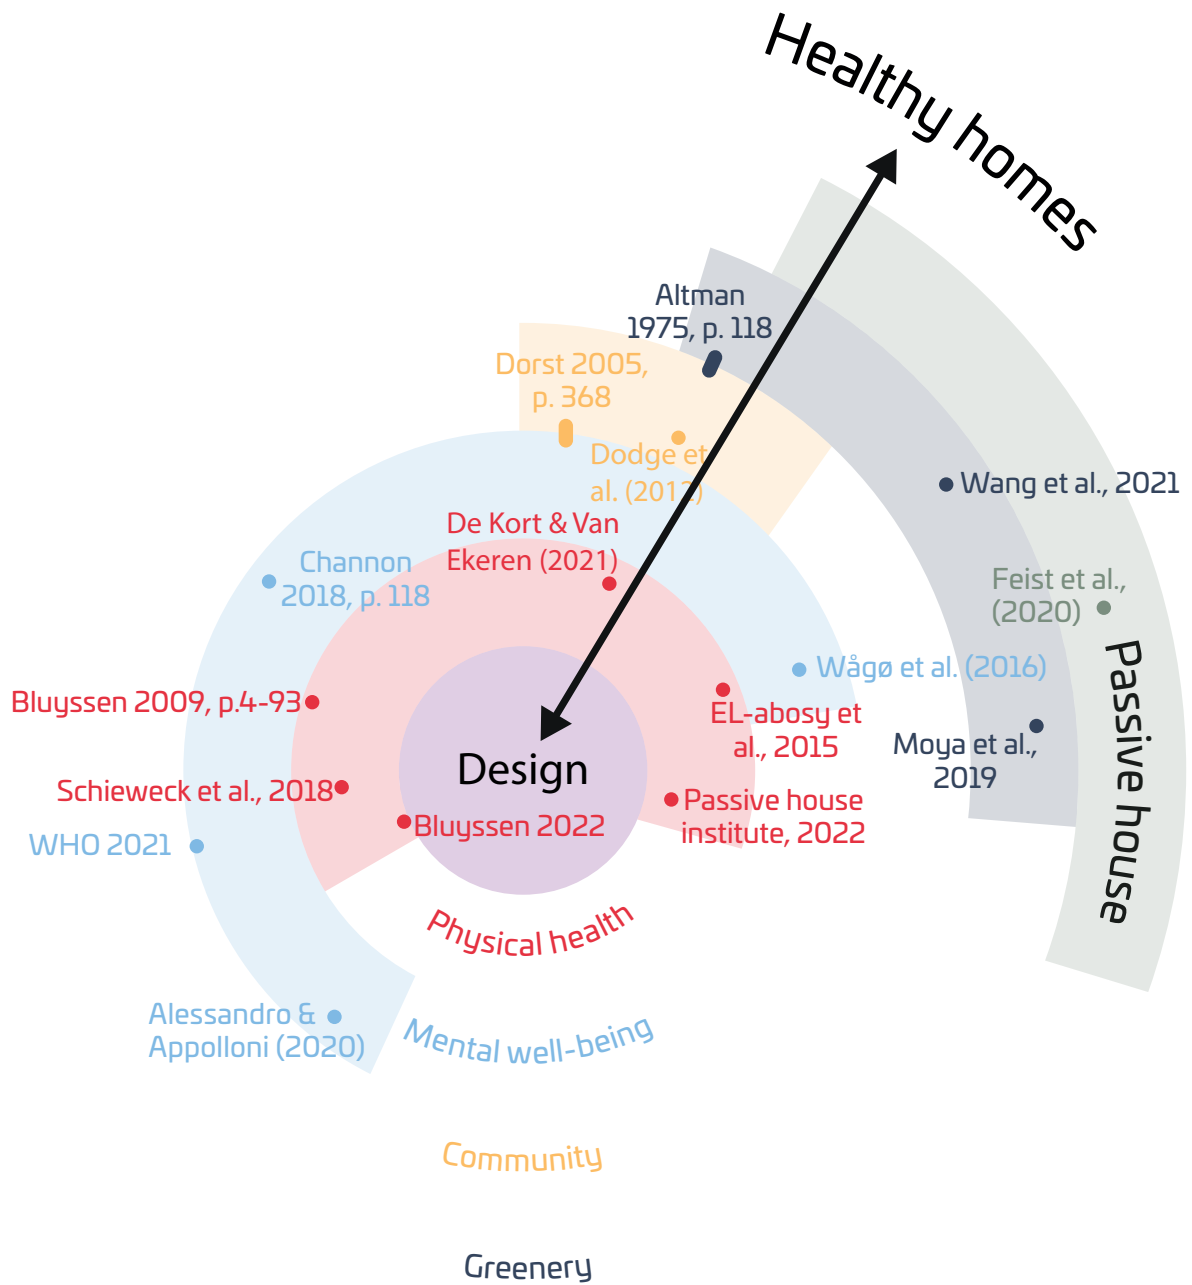 Healthy homes
Altman
1975, p. 118
Dorst 2005,
p. 368
Dodge et
al. (2012)
Wang et al., 2021
De Kort & Van
Ekeren (2021)
Channon
2018, p. 118
Feist et al.,
(2020)
Wågø et al. (2016)
Bluyssen 2009, p.4-93
EL-abosy et
al., 2015
Moya et al.,
2019
Passive house
Design
Schieweck et al., 2018
Passive house
institute, 2022
Bluyssen 2022
WHO 2021
Physical health
Alessandro &
Appolloni (2020)
Mental well-being
Community
Greenery